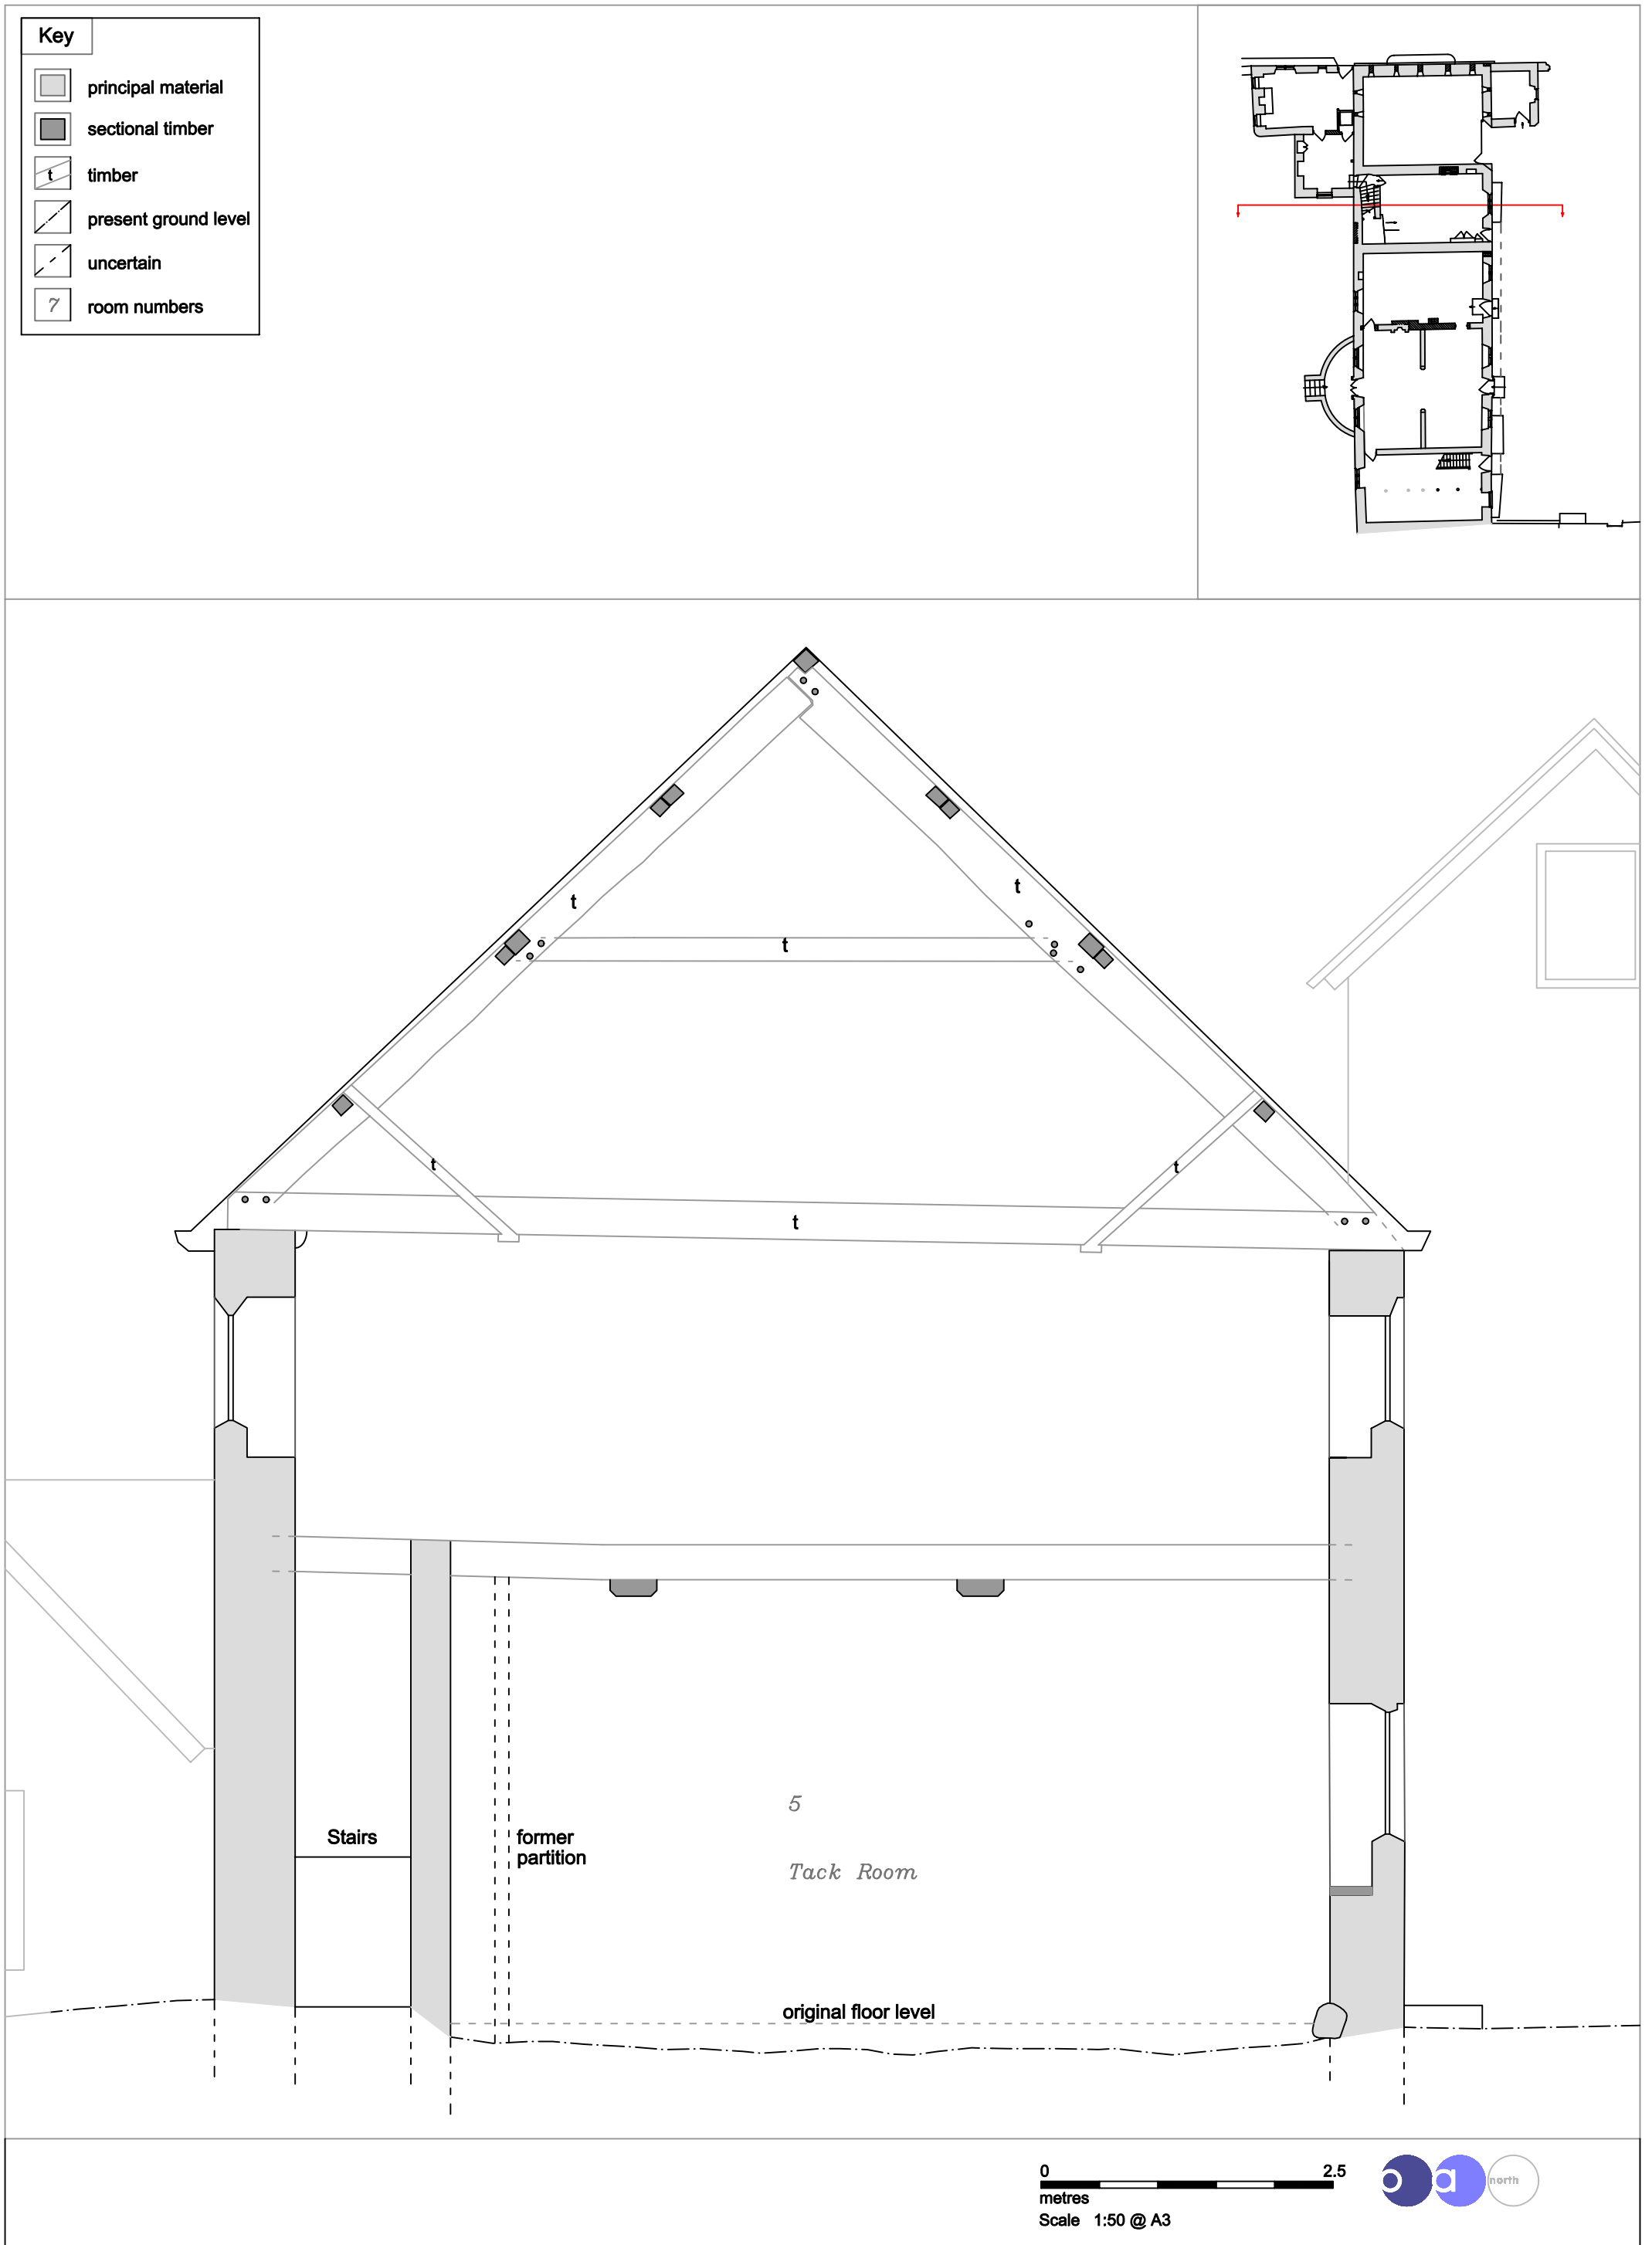 Key
principal material
sectional timber
t
timber
present ground level
uncertain
7
room numbers
t
t
t
t
t
t
5
Stairs
former
partition
Tack Room
original floor level
0
2.5
metres
Scale 1:50 @ A3
oa north